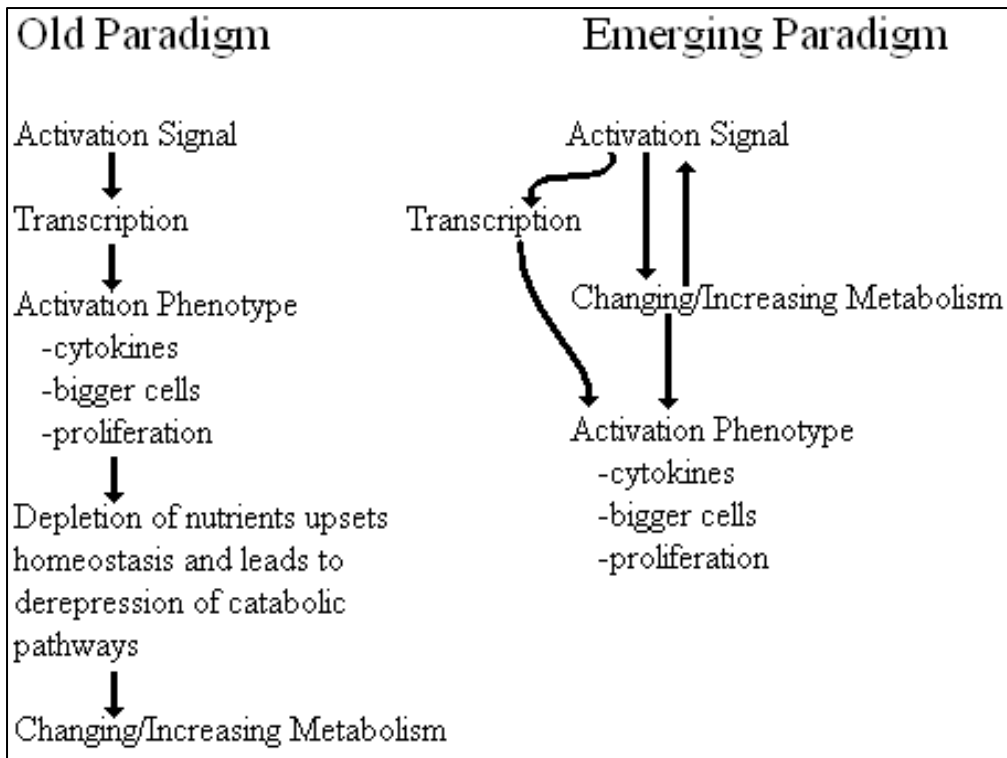 Old Paradigm
Activation Signal
Transcription
Activation Phenotype
-cytokines
-bigger cells
-proliferation
Depletion of nutrients upsets
homeostasis and leads to
derepression of catabolic
pathways
Changing/Increasing Metabolism
Emerging Paradigm
Activation Signal
Transcription
Changing/Increasing Metabolism
Activation Phenotype
-cytokines
-bigger cells
-proliferation